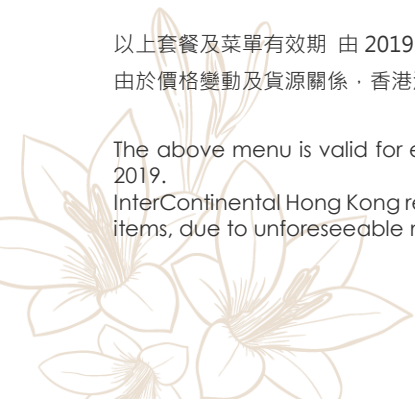 以上套餐及菜單有效期 由 2019
由於價格變動及貨源關係，香港
The above menu is valid for
2019.
InterContinental Hong Kong
items, due to unforeseeable